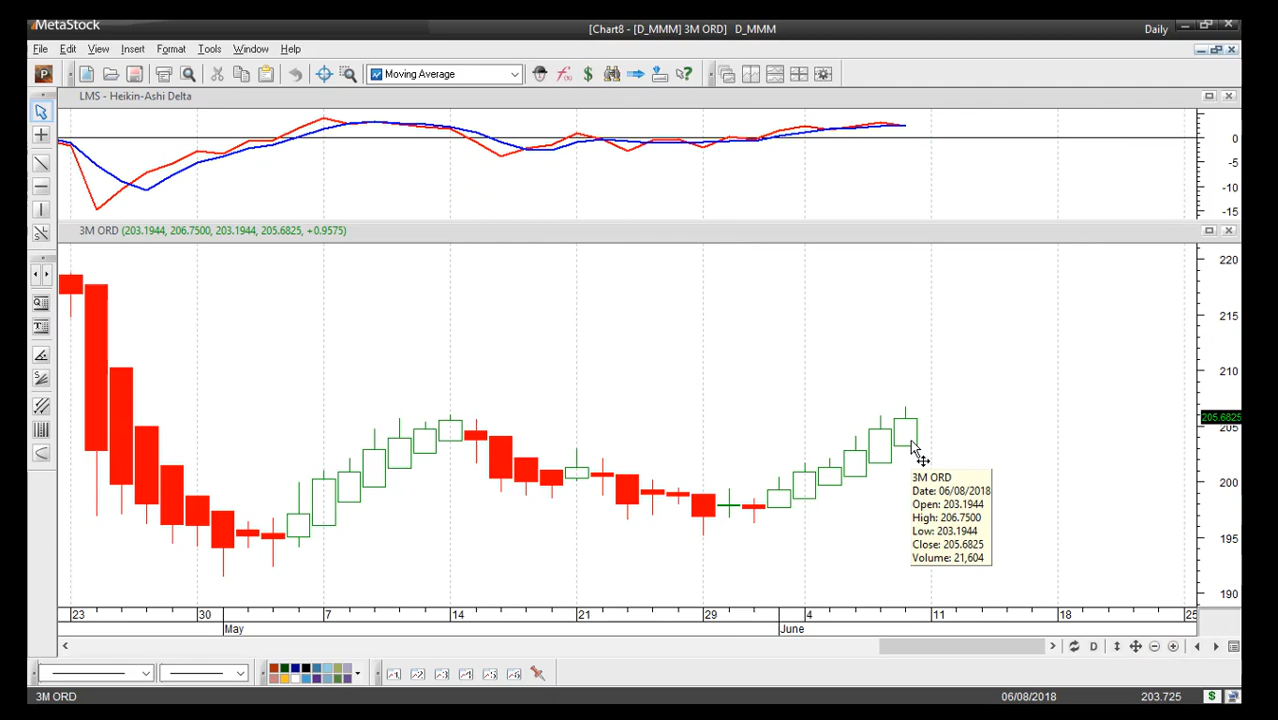 MetaStock
[Chart8 - [D_MMM] 3M ORD] D_MMM
Daily
File Edit View Insert Format Tools Window Help
Moving Average
LMS - Heikin-Ashi Delta
0
-5
-10
-15
3M ORD (203.1944, 206.7500, 203.1944, 205.6825, +0.9575)
220
215
210
205.6825
205
200
195
190
3M ORD
Date: 06/08/2018
Open: 203.1944
High: 206.7500
Low: 203.1944
Close: 205.6825
Volume: 21,604
23 30 7 14 21 29 4 11 18 25
May June
D
3M ORD 06/08/2018 203.725